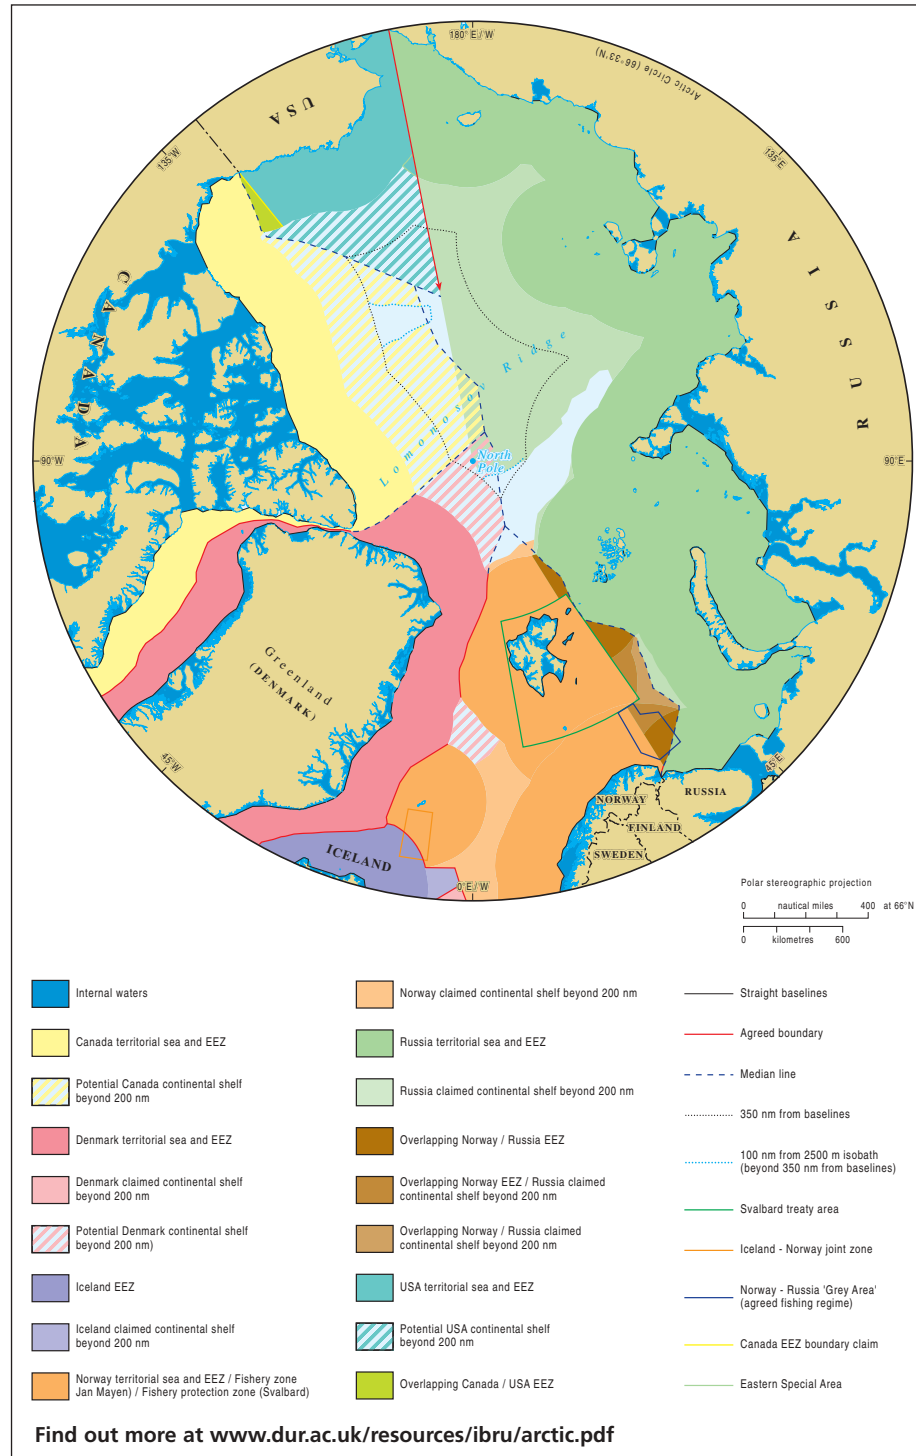 180° E / W
Arctic Circle (66°33'N)
USA
135°W
135°E
CANADA
RUSSIA
Lomonosov Ridge
90°W
North
Pole
90°E
Greenland
(DENMARK)
45°W
45°E
NORWAY
RUSSIA
FINLAND
SWEDEN
ICELAND
0°E / W
Polar stereographic projection
0 nautical miles 400 at 66°N
0 kilometres 600
Internal waters
Canada territorial sea and EEZ
Potential Canada continental shelf
beyond 200 nm
Denmark territorial sea and EEZ
Denmark claimed continental shelf
beyond 200 nm
Potential Denmark continental shelf
beyond 200 nm)
Iceland EEZ
Iceland claimed continental shelf
beyond 200 nm
Norway territorial sea and EEZ / Fishery zone
Jan Mayen) / Fishery protection zone (Svalbard)
Norway claimed continental shelf beyond 200 nm
Russia territorial sea and EEZ
Russia claimed continental shelf beyond 200 nm
Overlapping Norway / Russia EEZ
Overlapping Norway EEZ / Russia claimed
continental shelf beyond 200 nm
Overlapping Norway / Russia claimed
continental shelf beyond 200 nm
USA territorial sea and EEZ
Potential USA continental shelf
beyond 200 nm
Overlapping Canada / USA EEZ
Straight baselines
Agreed boundary
Median line
350 nm from baselines
100 nm from 2500 m isobath
(beyond 350 nm from baselines)
Svalbard treaty area
Iceland - Norway joint zone
Norway - Russia 'Grey Area'
(agreed fishing regime)
Canada EEZ boundary claim
Eastern Special Area
Find out more at www.dur.ac.uk/resources/ibru/arctic.pdf